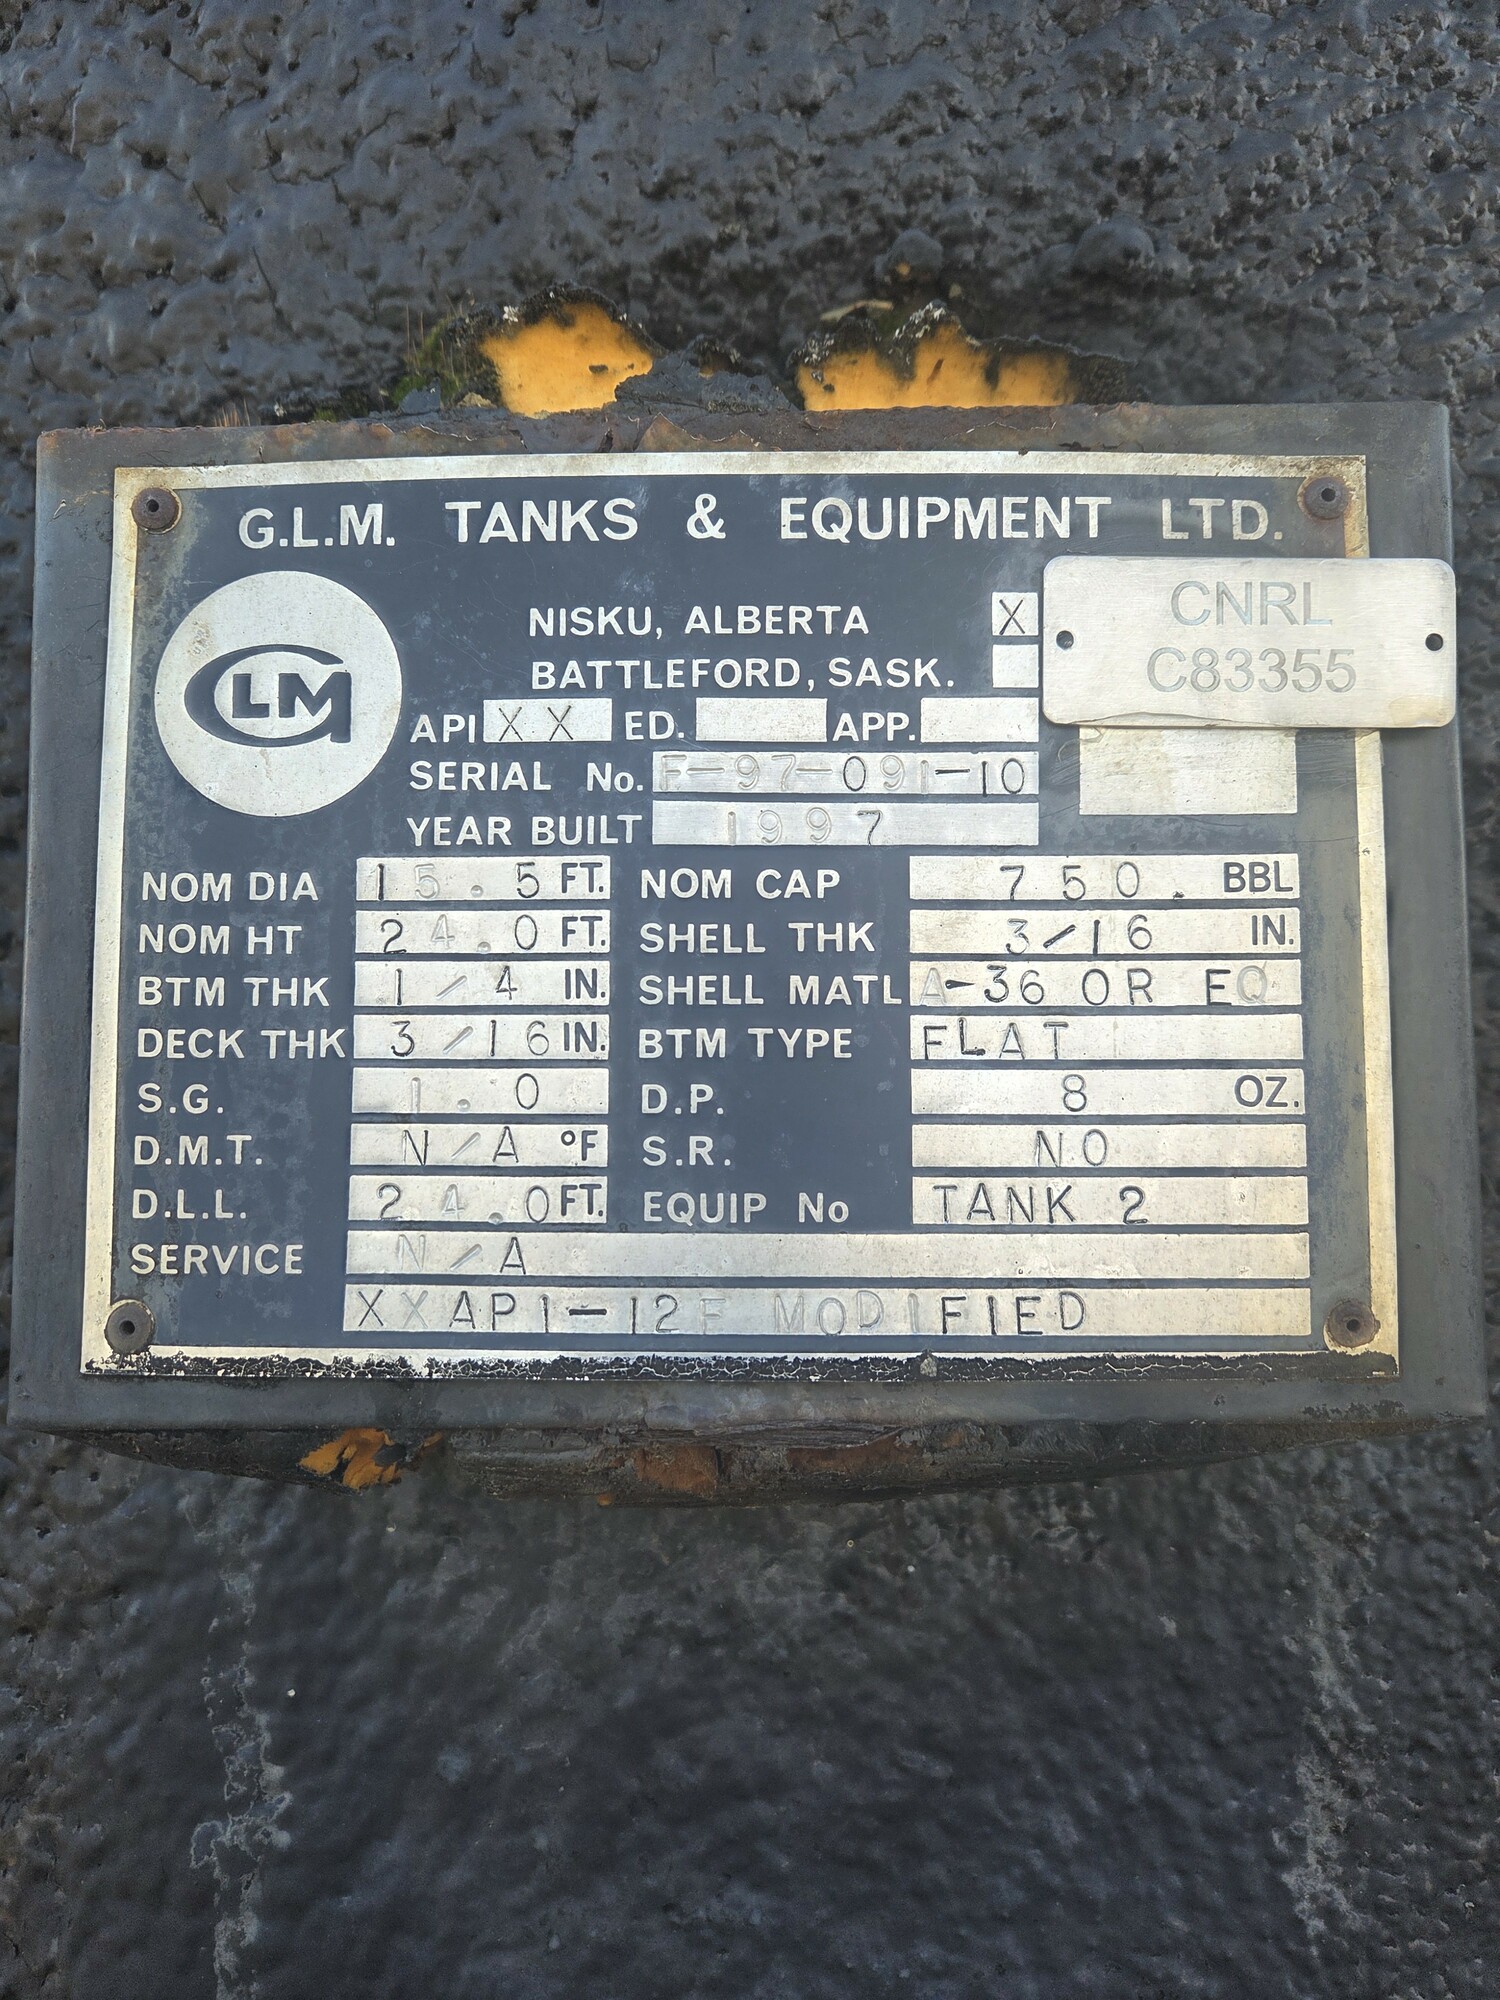 G.L.M. TANKS & EQUIPMENT LTD.
GLM
NISKU, ALBERTA X
BATTLEFORD, SASK.
CNRL
C83355
API XX ED. APP.
SERIAL No. F-97-091-10
YEAR BUILT 1997
NOM DIA 15.5 FT. NOM CAP 750. BBL
NOM HT 24.0 FT. SHELL THK 3/16 IN.
BTM THK 1/4 IN. SHELL MATL A-36 OR EQ
DECK THK 3/16 IN. BTM TYPE FLAT
S.G. 1.0 D.P. 8 OZ.
D.M.T. N/A °F S.R. NO
D.L.L. 24.0 FT. EQUIP No TANK 2
SERVICE N/A
XXAPI-12F MODIFIED